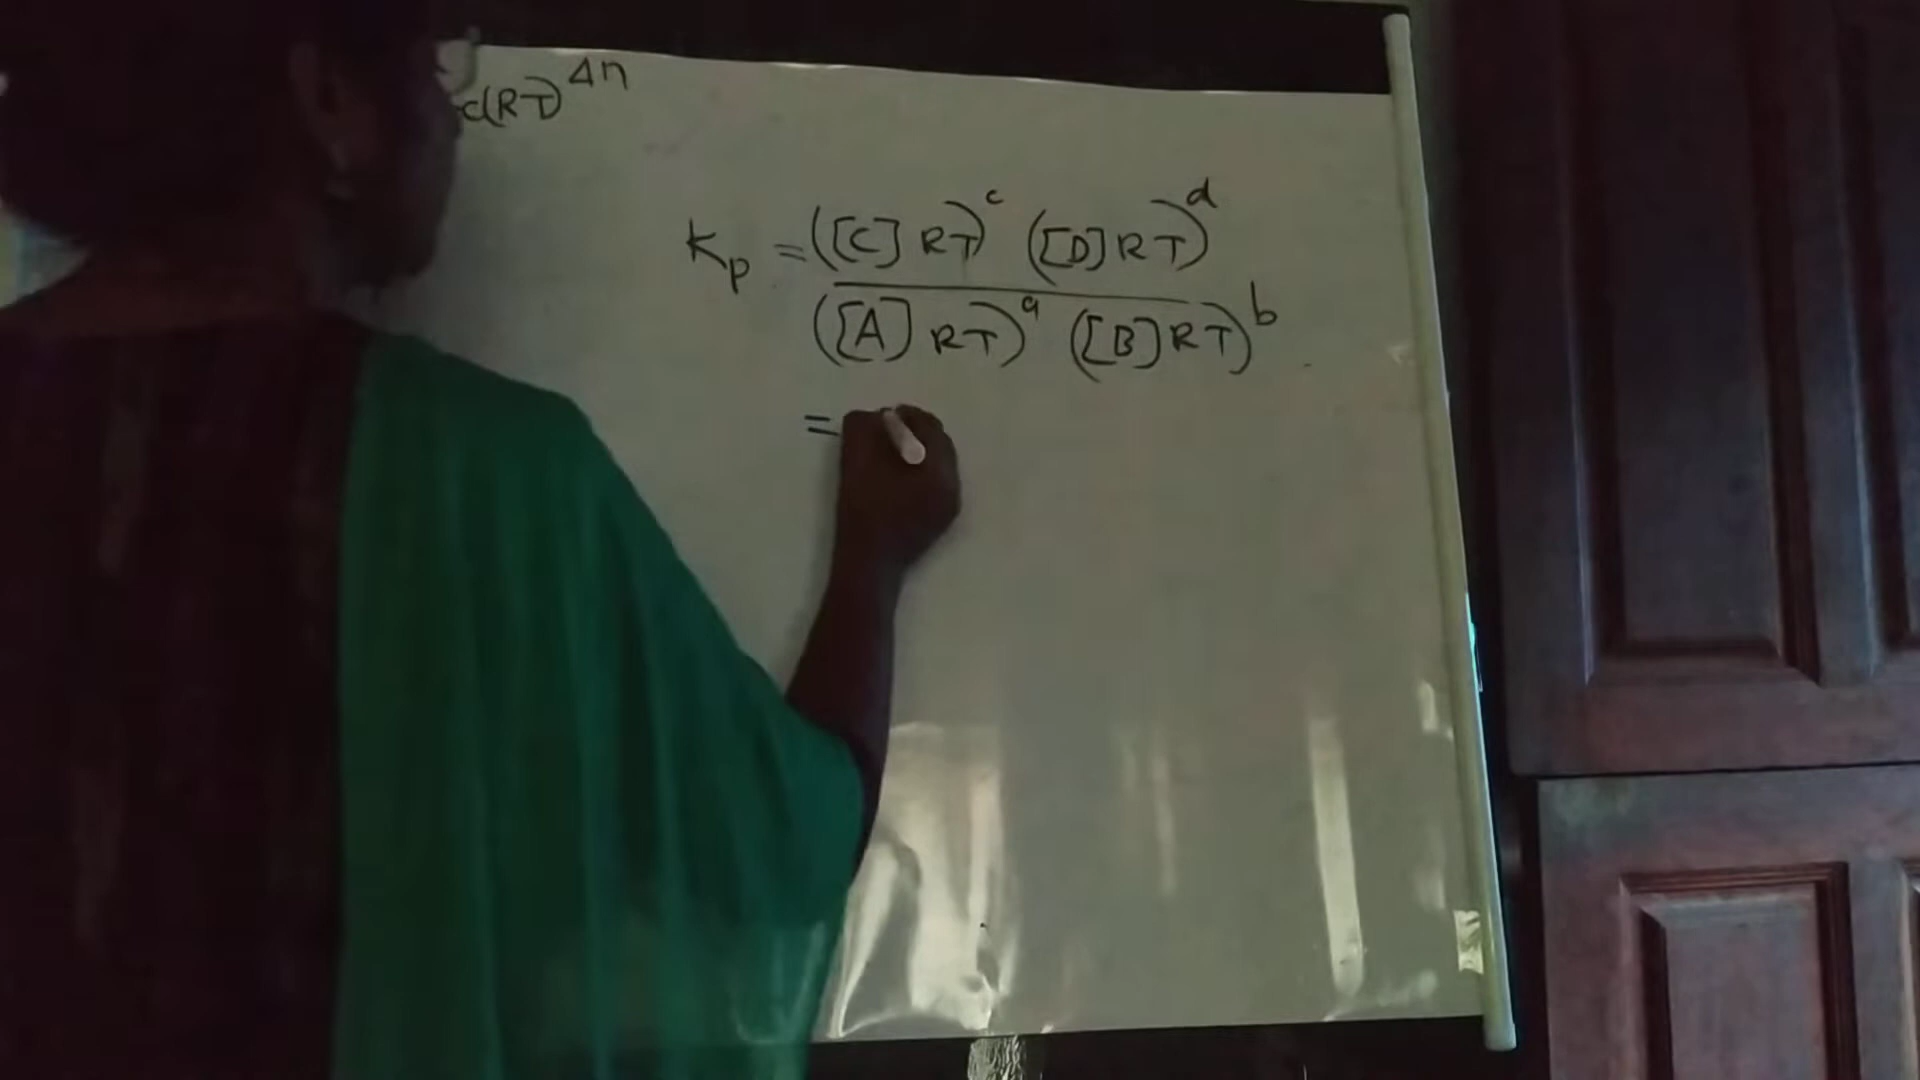 c(RT)^Δn
Kp = ([C] RT)^c ([D] RT)^d
([A] RT)^a ([B] RT)^b
=